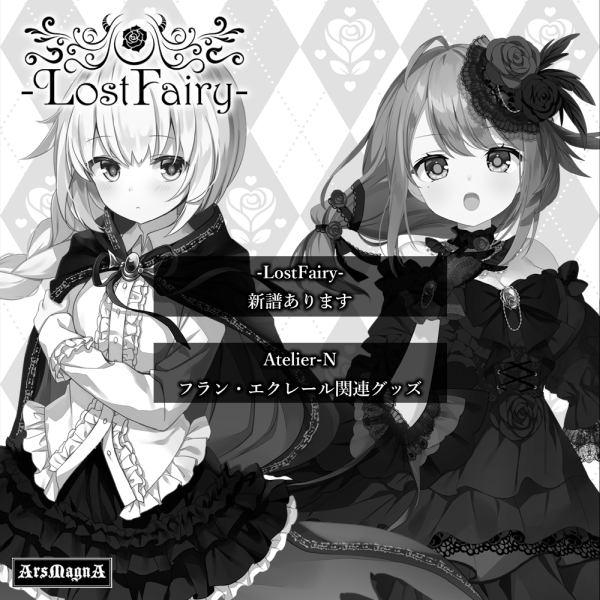 -LostFairy-
-LostFairy-
新譜あります
Atelier-N
フラン・エクレール関連グッズ
ArsMagnA